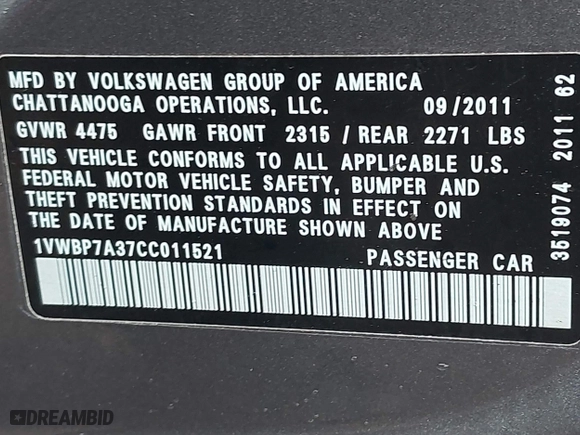 MFD BY VOLKSWAGEN GROUP OF AMERICA
CHATTANOOGA OPERATIONS, LLC. 09/2011
GVWR 4475 GAWR FRONT 2315 / REAR 2271 LBS
THIS VEHICLE CONFORMS TO ALL APPLICABLE U.S.
FEDERAL MOTOR VEHICLE SAFETY, BUMPER AND
THEFT PREVENTION STANDARDS IN EFFECT ON
THE DATE OF MANUFACTURE SHOWN ABOVE
1VWBP7A37CC011521 PASSENGER CAR
3519074 2011 62
DREAMBID